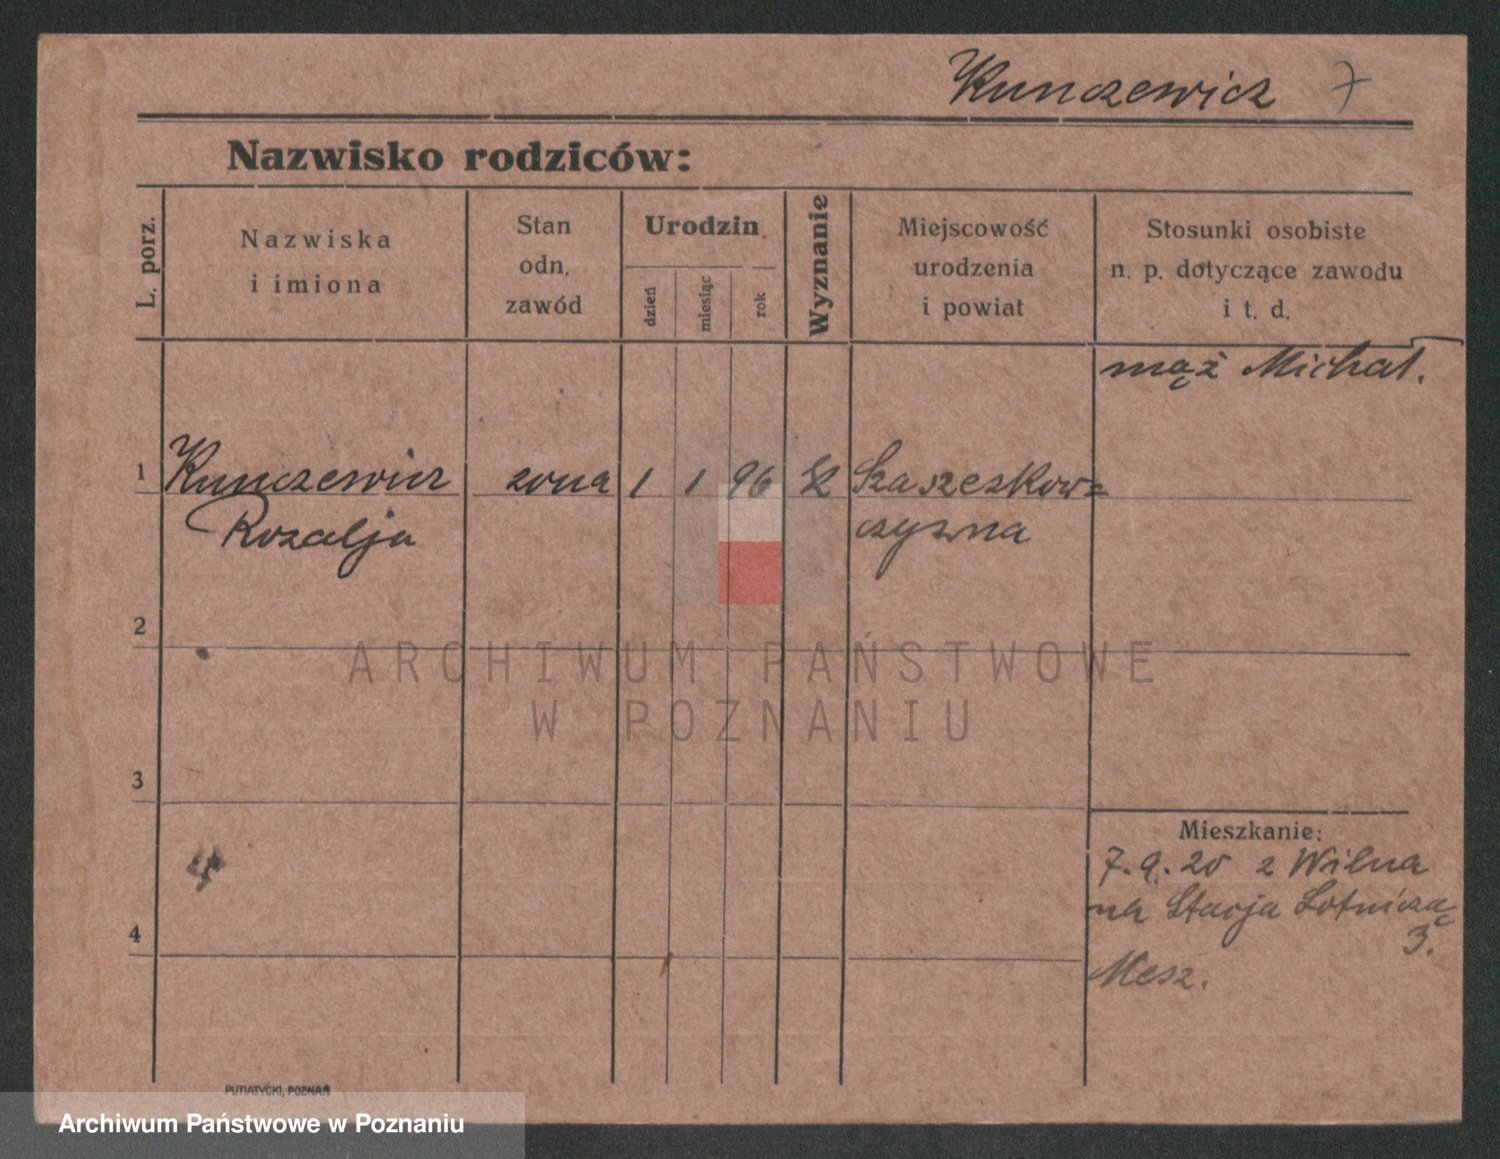 Kunczewicz 7
Nazwisko rodziców:
L. porz.
Nazwiska
i imiona
Stan
odn.
zawód
Urodzin
dzień
miesiąc
rok
Wyznanie
Miejscowość
urodzenia
i powiat
Stosunki osobiste
n. p. dotyczące zawodu
i t. d.
mąż Michał.
1 Kunczewicz żona 1 1 96
Rozalja czyzna
2
ARCHIWUM PAŃSTWOWE
W POZNANIU
3
Mieszkanie:
7.9.20 z Wilna
na Stacja Lotnicza
3.
4
PUTIATYCKI, POZNAŃ
Archiwum Państwowe w Poznaniu